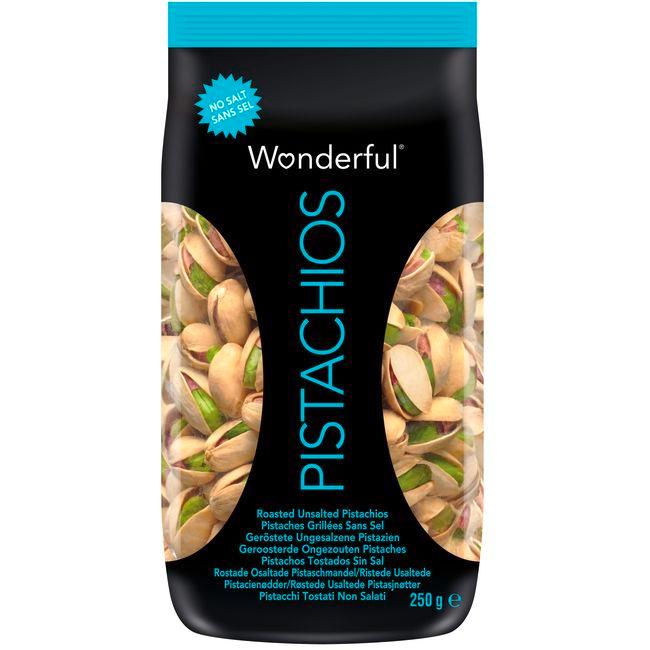 NO SALT
SANS SEL
Wonderful®
PISTACHIOS
Roasted Unsalted Pistachios
Pistaches Grillées Sans Sel
Geröstete Ungesalzene Pistazien
Geroosterde Ongezouten Pistaches
Pistachos Tostados Sin Sal
Rostade Osaltade Pistaschmandel/Ristede Usaltede
Pistacienødder/Røstede Usaltede Pistasjnøtter
Pistacchi Tostati Non Salati
250 g ℮